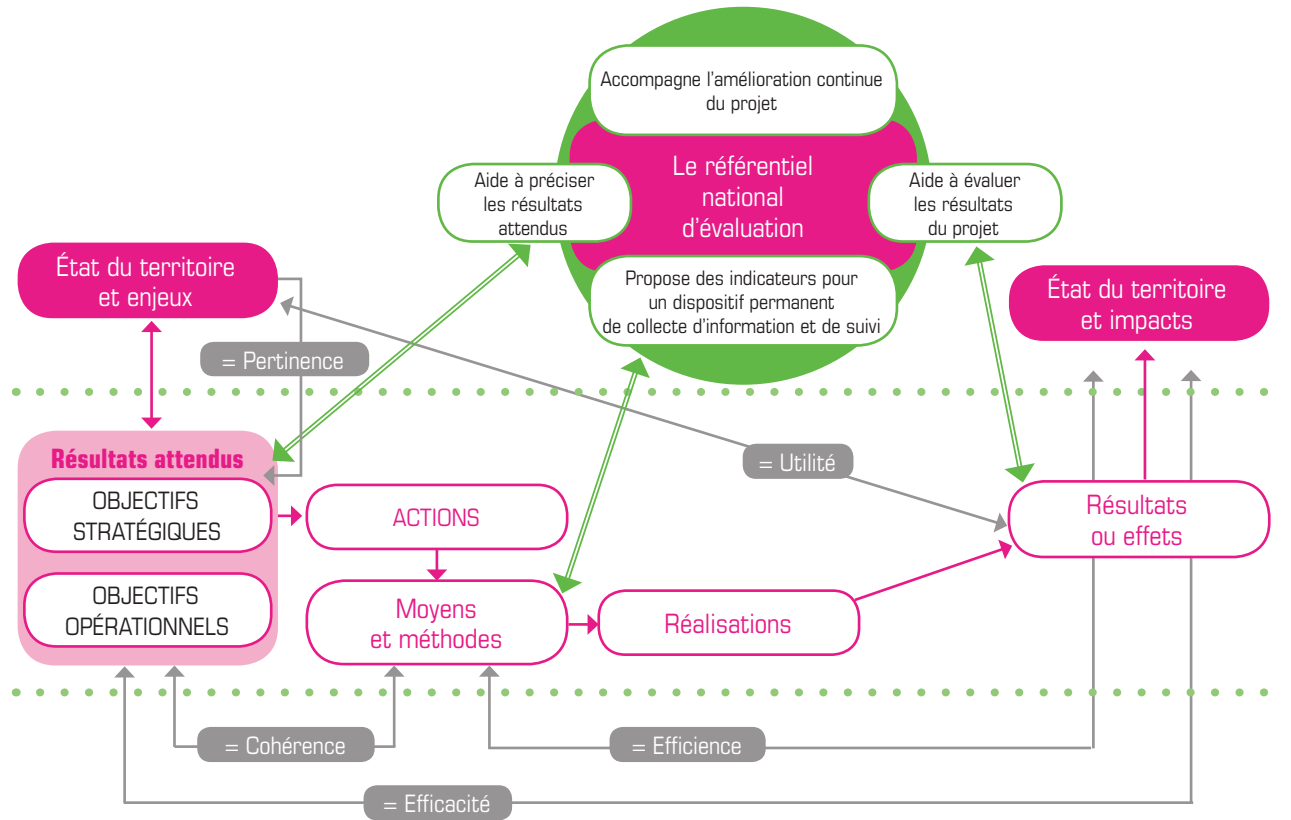 Accompagne l'amélioration continue
du projet
Le référentiel
national
d'évaluation
Aide à préciser
les résultats
attendus
Aide à évaluer
les résultats
du projet
Propose des indicateurs pour
un dispositif permanent
de collecte d'information et de suivi
État du territoire
et enjeux
État du territoire
et impacts
= Pertinence
= Utilité
Résultats attendus
OBJECTIFS
STRATÉGIQUES
OBJECTIFS
OPÉRATIONNELS
ACTIONS
Moyens
et méthodes
Réalisations
Résultats
ou effets
= Cohérence
= Efficience
= Efficacité